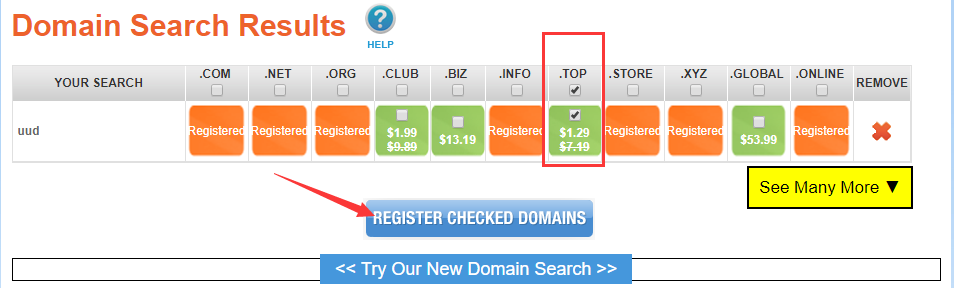 Domain Search Results
HELP
YOUR SEARCH .COM .NET .ORG .CLUB .BIZ .INFO .TOP .STORE .XYZ .GLOBAL .ONLINE REMOVE
uud Registered Registered Registered $1.99 $9.89 $13.19 Registered $1.29 $7.19 Registered Registered $53.99 Registered
See Many More ▼
REGISTER CHECKED DOMAINS
<< Try Our New Domain Search >>